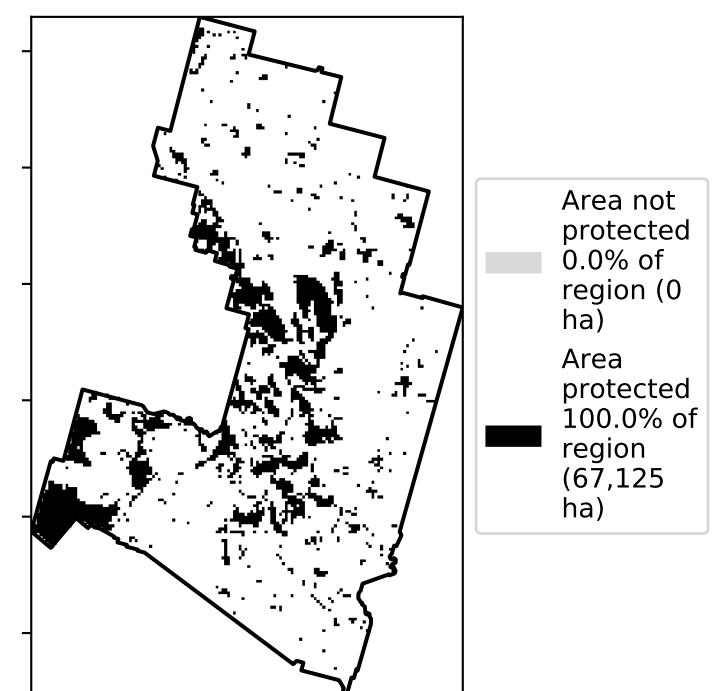 Area not
protected
0.0% of
region (0
ha)
Area
protected
100.0% of
region
(67,125
ha)